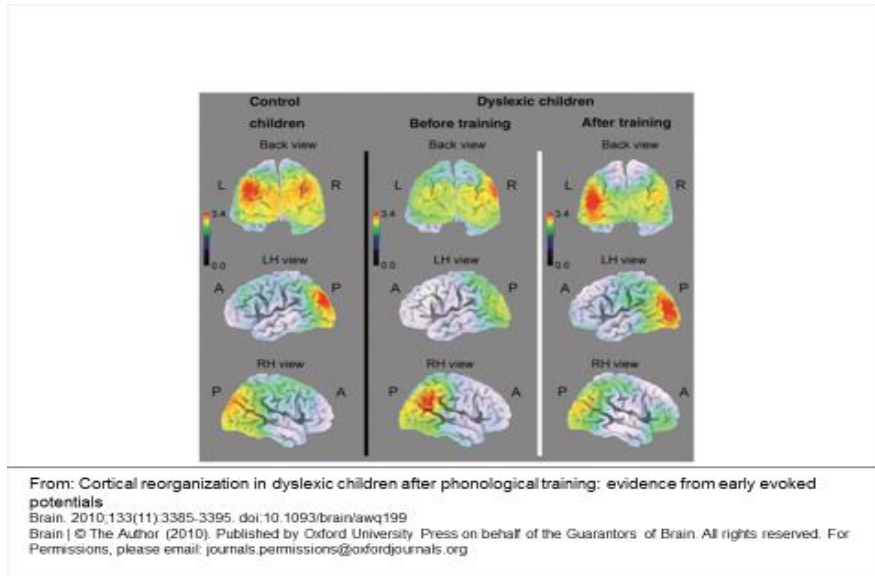 Control Dyslexic children
children Before training After training
Back view Back view Back view
L R R L R
3.4 3.4 3.4
0.0 0.0 0.0
LH view LH view LH view
A P A P A P
RH view RH view RH view
P A P A P A
From: Cortical reorganization in dyslexic children after phonological training: evidence from early evoked
potentials
Brain. 2010;133(11):3385-3395. doi:10.1093/brain/awq199
Brain | © The Author (2010). Published by Oxford University Press on behalf of the Guarantors of Brain. All rights reserved. For
Permissions, please email: journals.permissions@oxfordjournals.org